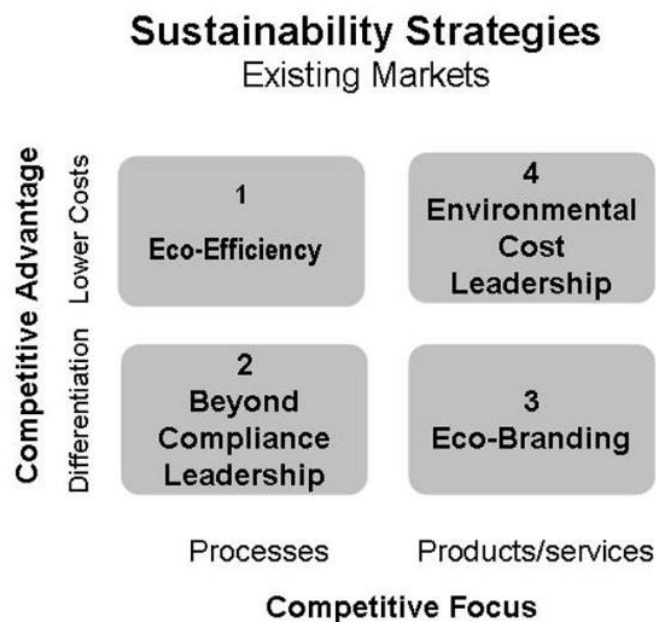 Sustainability Strategies
Existing Markets
Competitive Advantage
Lower Costs
Differentiation
1
Eco-Efficiency
4
Environmental
Cost
Leadership
2
Beyond
Compliance
Leadership
3
Eco-Branding
Processes
Products/services
Competitive Focus